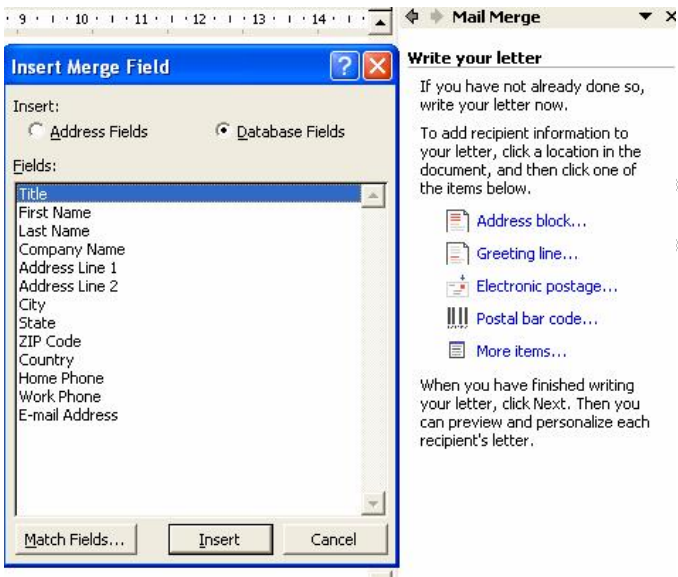 · 9 · ı · 10 · ı · 11 · ı · 12 · ı · 13 · ı · 14 · ı ·
Insert Merge Field
Insert:
Address Fields
Database Fields
Fields:
Title
First Name
Last Name
Company Name
Address Line 1
Address Line 2
City
State
ZIP Code
Country
Home Phone
Work Phone
E-mail Address
Match Fields...
Insert
Cancel
Mail Merge
Write your letter
If you have not already done so,
write your letter now.
To add recipient information to
your letter, click a location in the
document, and then click one of
the items below.
Address block...
Greeting line...
Electronic postage...
Postal bar code...
More items...
When you have finished writing
your letter, click Next. Then you
can preview and personalize each
recipient's letter.